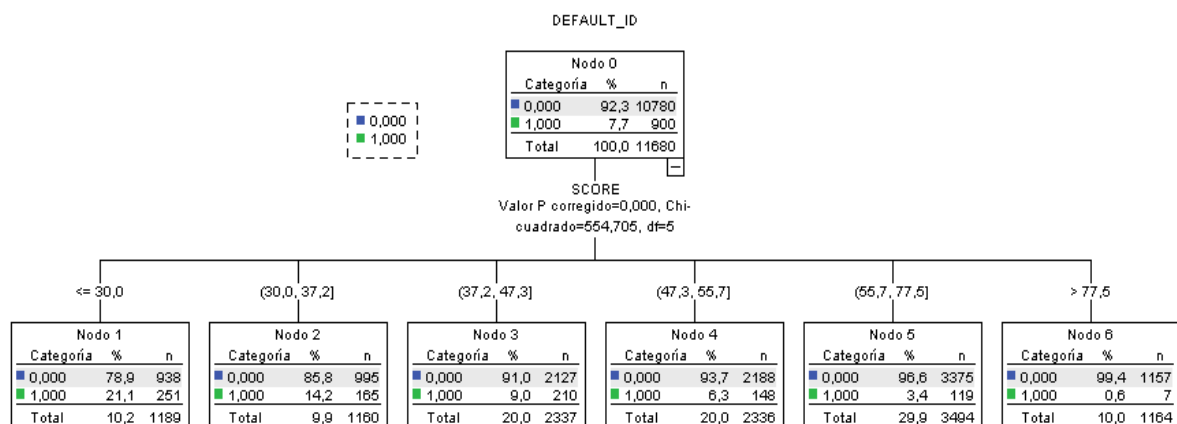 DEFAULT_ID
Nodo 0
Categoría % n
0,000 92,3 10780
1,000 7,7 900
Total 100,0 11680
0,000
1,000
SCORE
Valor P corregido=0,000, Chi-
cuadrado=554,705, df=5
<= 30,0
(30,0, 37,2]
(37,2, 47,3]
(47,3, 55,7]
(55,7, 77,5]
> 77,5
Nodo 1
Categoría % n
0,000 78,9 938
1,000 21,1 251
Total 10,2 1189
Nodo 2
Categoría % n
0,000 85,8 995
1,000 14,2 165
Total 9,9 1160
Nodo 3
Categoría % n
0,000 91,0 2127
1,000 9,0 210
Total 20,0 2337
Nodo 4
Categoría % n
0,000 93,7 2188
1,000 6,3 148
Total 20,0 2336
Nodo 5
Categoría % n
0,000 96,6 3375
1,000 3,4 119
Total 29,9 3494
Nodo 6
Categoría % n
0,000 99,4 1157
1,000 0,6 7
Total 10,0 1164